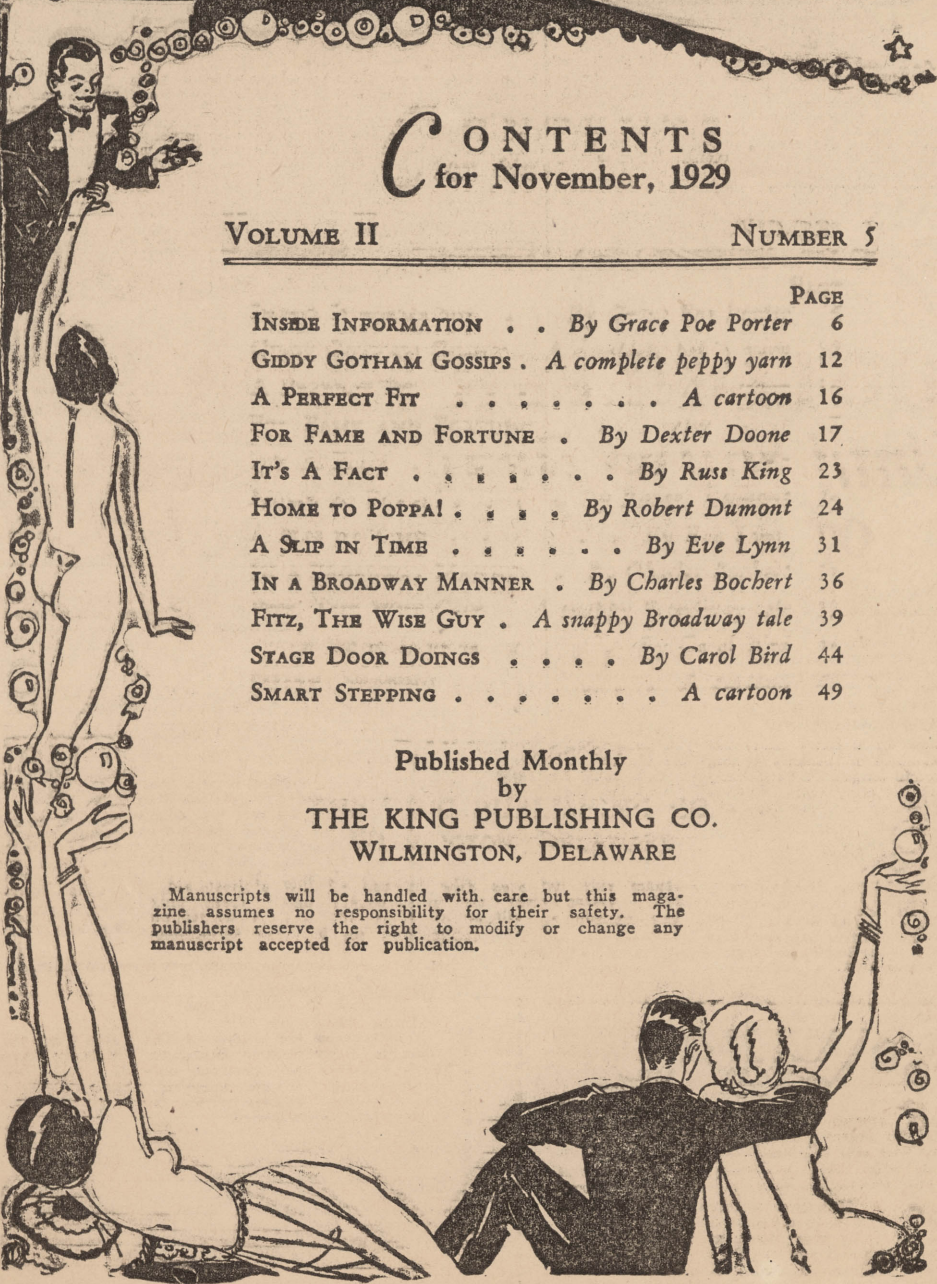 CONTENTS
for November, 1929
VOLUME II NUMBER 5
PAGE
INSIDE INFORMATION . . By Grace Poe Porter 6
GIDDY GOTHAM GOSSIPS . A complete peppy yarn 12
A PERFECT FIT . . . . . . . A cartoon 16
FOR FAME AND FORTUNE . By Dexter Doone 17
IT'S A FACT . . . . . . . By Russ King 23
HOME TO POPPA! . . . . By Robert Dumont 24
A SLIP IN TIME . . . . . . By Eve Lynn 31
IN A BROADWAY MANNER . By Charles Bochert 36
FITZ, THE WISE GUY . A snappy Broadway tale 39
STAGE DOOR DOINGS . . . . By Carol Bird 44
SMART STEPPING . . . . . . . A cartoon 49
Published Monthly
by
THE KING PUBLISHING CO.
WILMINGTON, DELAWARE
Manuscripts will be handled with care but this maga-
zine assumes no responsibility for their safety. The
publishers reserve the right to modify or change any
manuscript accepted for publication.